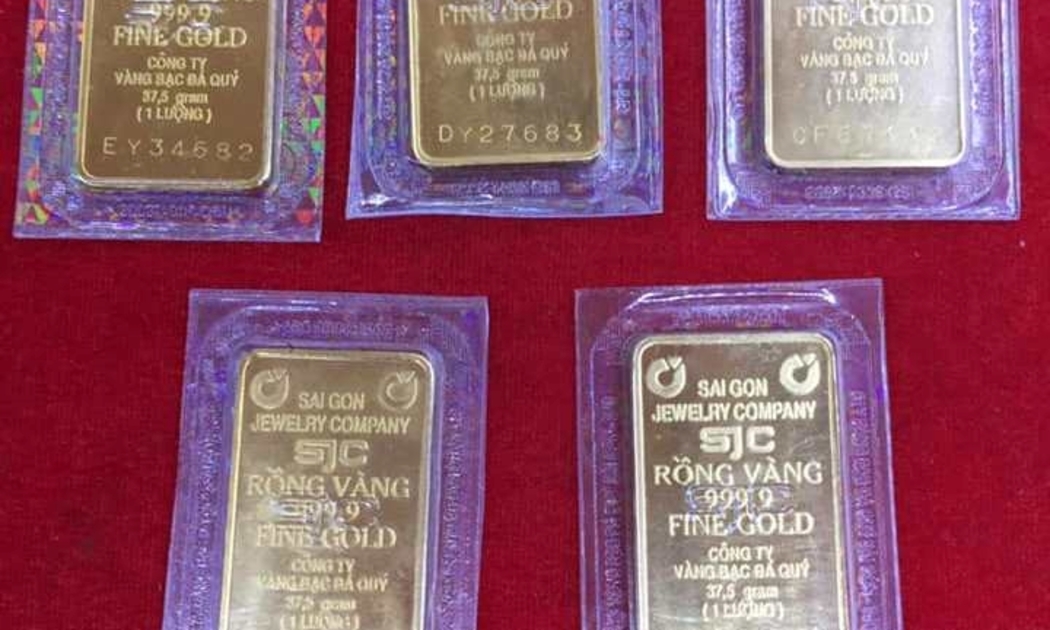 999.9
FINE GOLD
CÔNG TY
VÀNG BẠC ĐÁ QUÝ
37,5 gram
(1 LƯỢNG)
EY34682
FINE GOLD
CÔNG TY
VÀNG BẠC ĐÁ QUÝ
37,5 gram
(1 LƯỢNG)
DY27683
FINE GOLD
CÔNG TY
VÀNG BẠC ĐÁ QUÝ
37,5 gram
(1 LƯỢNG)
SAI GON
JEWELRY COMPANY
SJC
RỒNG VÀNG
999.9
FINE GOLD
CÔNG TY
VÀNG BẠC ĐÁ QUÝ
37,5 gram
(1 LƯỢNG)
SAI GON
JEWELRY COMPANY
SJC
RỒNG VÀNG
999.9
FINE GOLD
CÔNG TY
VÀNG BẠC ĐÁ QUÝ
37,5 gram
(1 LƯỢNG)